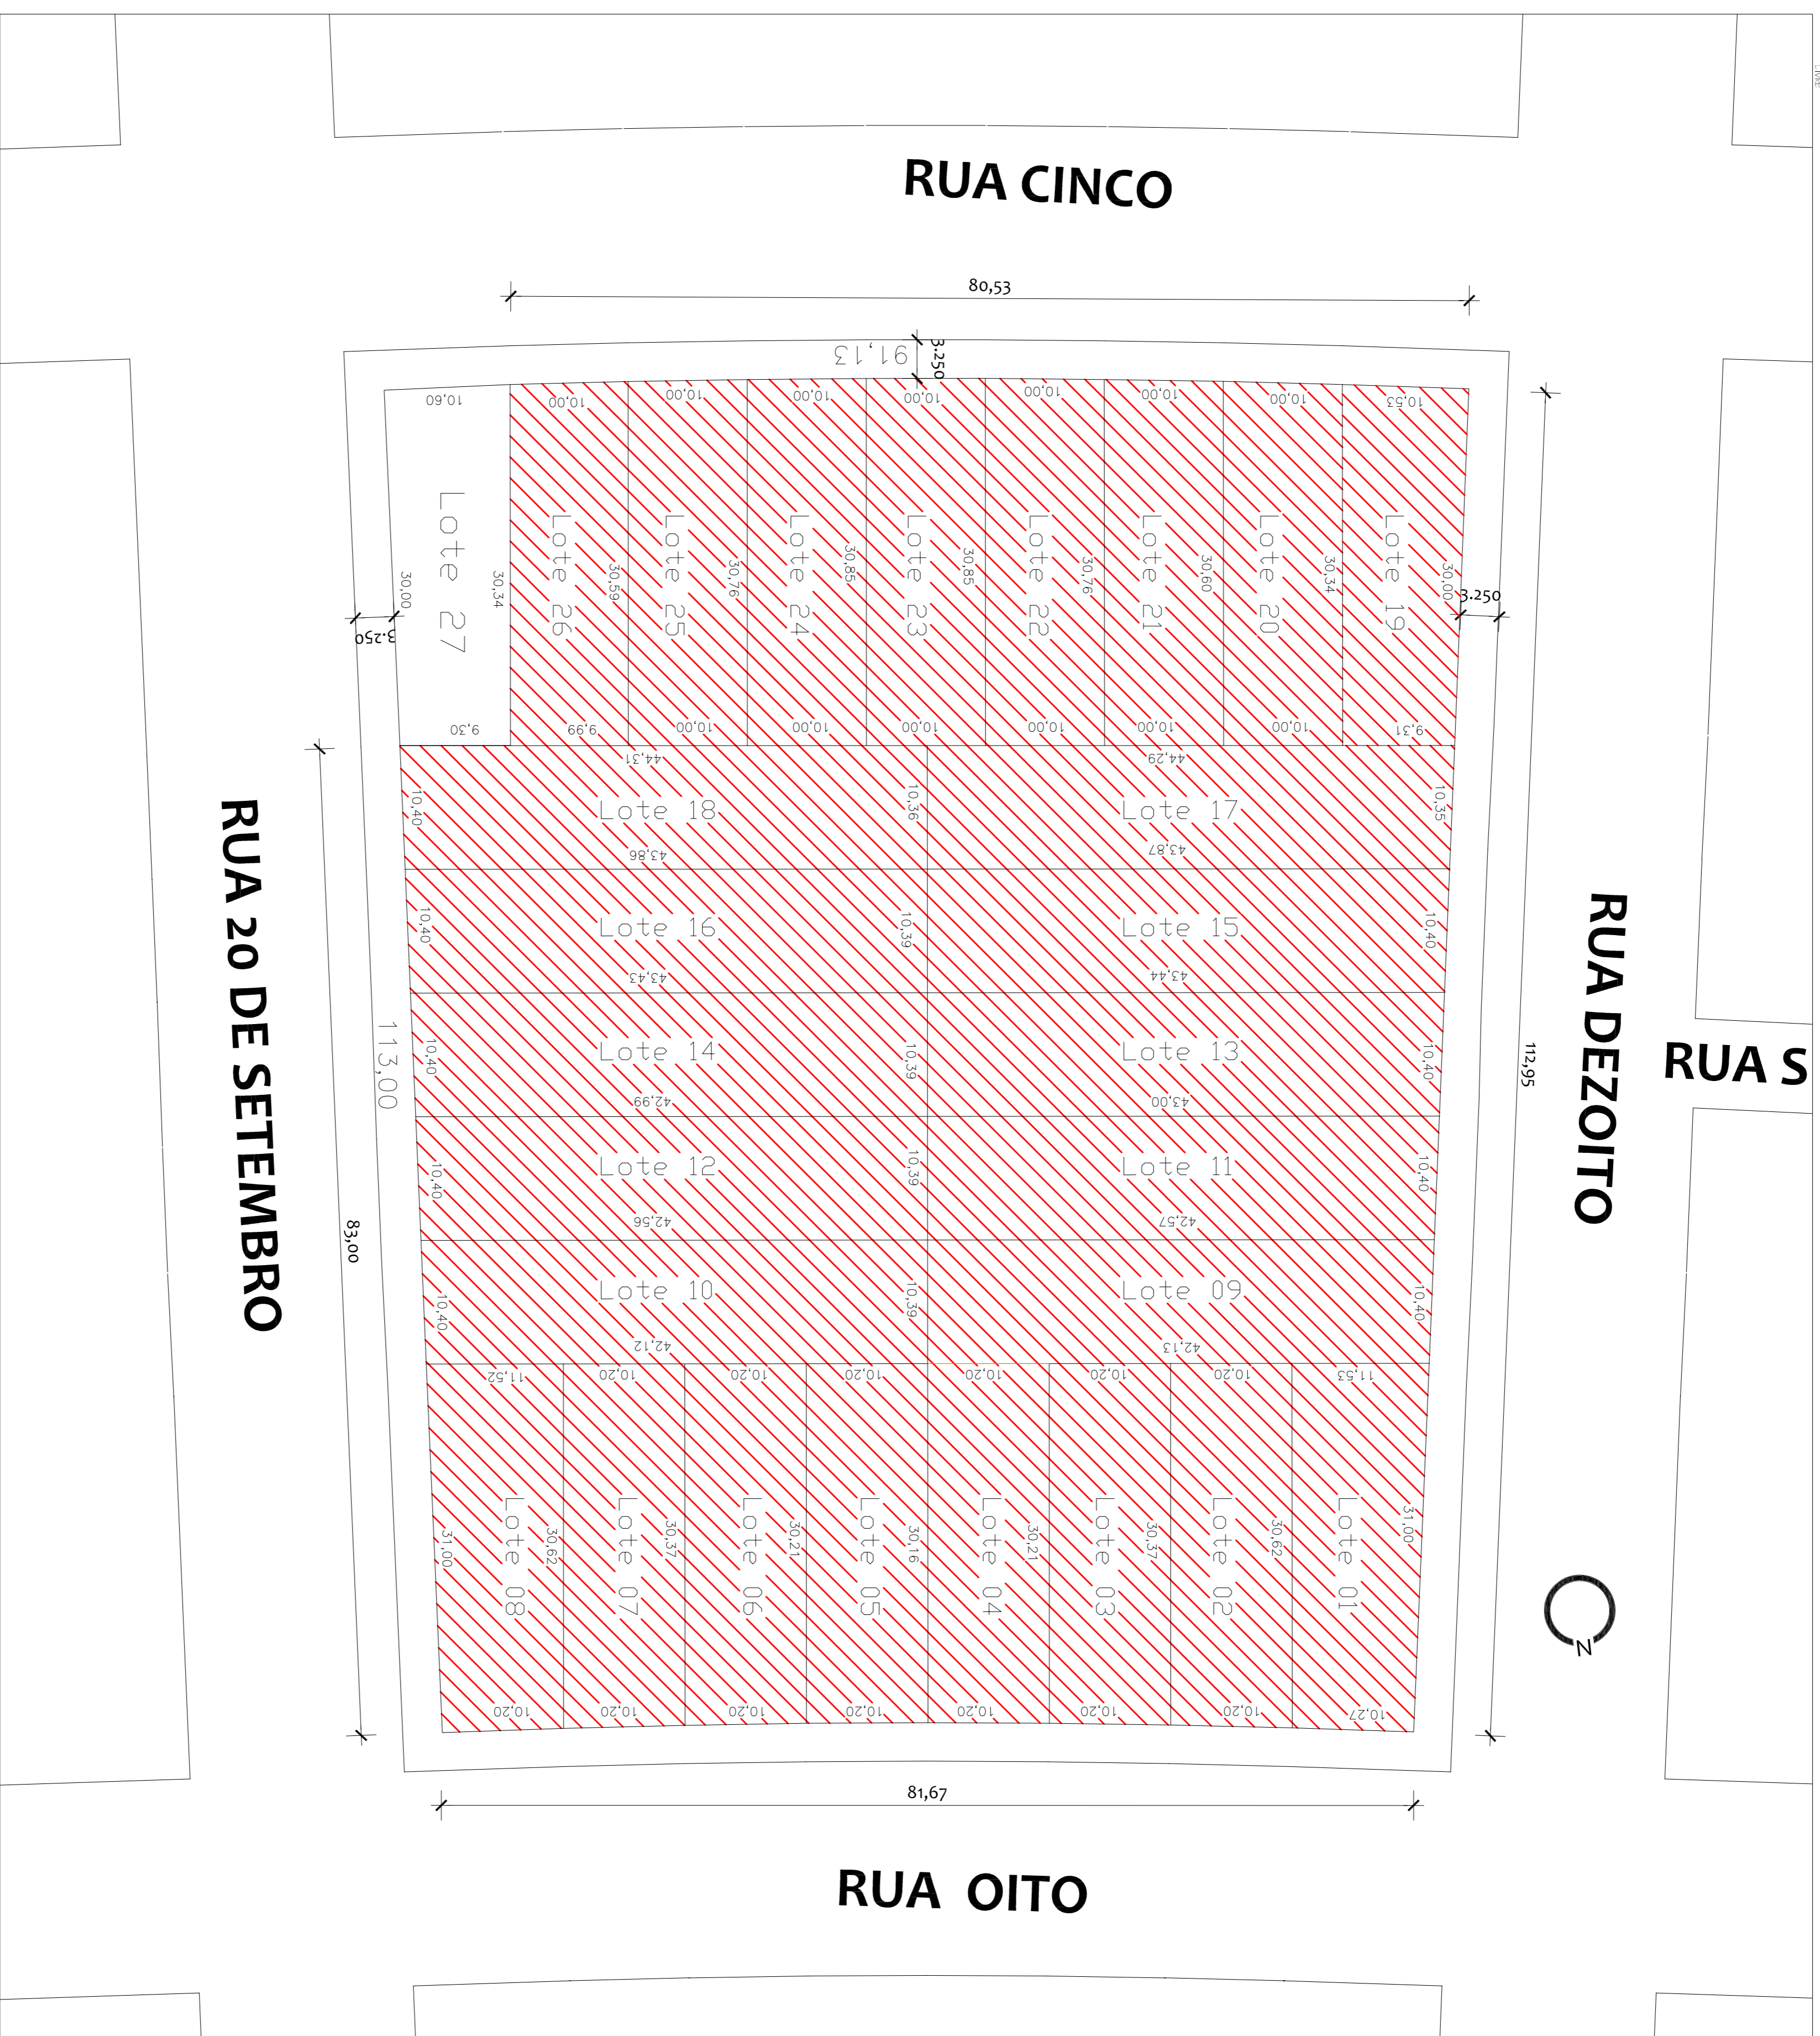 LIVRE
RUA CINCO
80,53
91,13
3.250
10,60
10,00
10,00
10,00
10,00
10,00
10,00
10,00
10,53
Lote 27
Lote 26
Lote 25
Lote 24
Lote 23
Lote 22
Lote 21
Lote 20
Lote 19
30,00
30,34
30,59
30,76
30,85
30,85
30,76
30,60
30,34
30,00
3.250
3.250
9,30
9,99
10,00
10,00
10,00
10,00
10,00
10,00
9,31
44,31
44,29
10,40
Lote 18
10,36
Lote 17
10,35
43,86
43,87
10,40
Lote 16
10,39
Lote 15
10,40
43,43
43,44
10,40
Lote 14
10,39
Lote 13
10,40
42,99
43,00
10,40
Lote 12
10,39
Lote 11
10,40
42,56
42,57
10,40
Lote 10
10,39
Lote 09
10,40
42,12
42,13
RUA 20 DE SETEMBRO
113,00
83,00
112,95
RUA DEZOITO
RUA S
11,52
10,20
10,20
10,20
10,20
10,20
10,20
11,53
Lote 08
Lote 07
Lote 06
Lote 05
Lote 04
Lote 03
Lote 02
Lote 01
31,00
30,62
30,37
30,21
30,16
30,21
30,37
30,62
31,00
10,20
10,20
10,20
10,20
10,20
10,20
10,20
10,27
N
81,67
RUA OITO